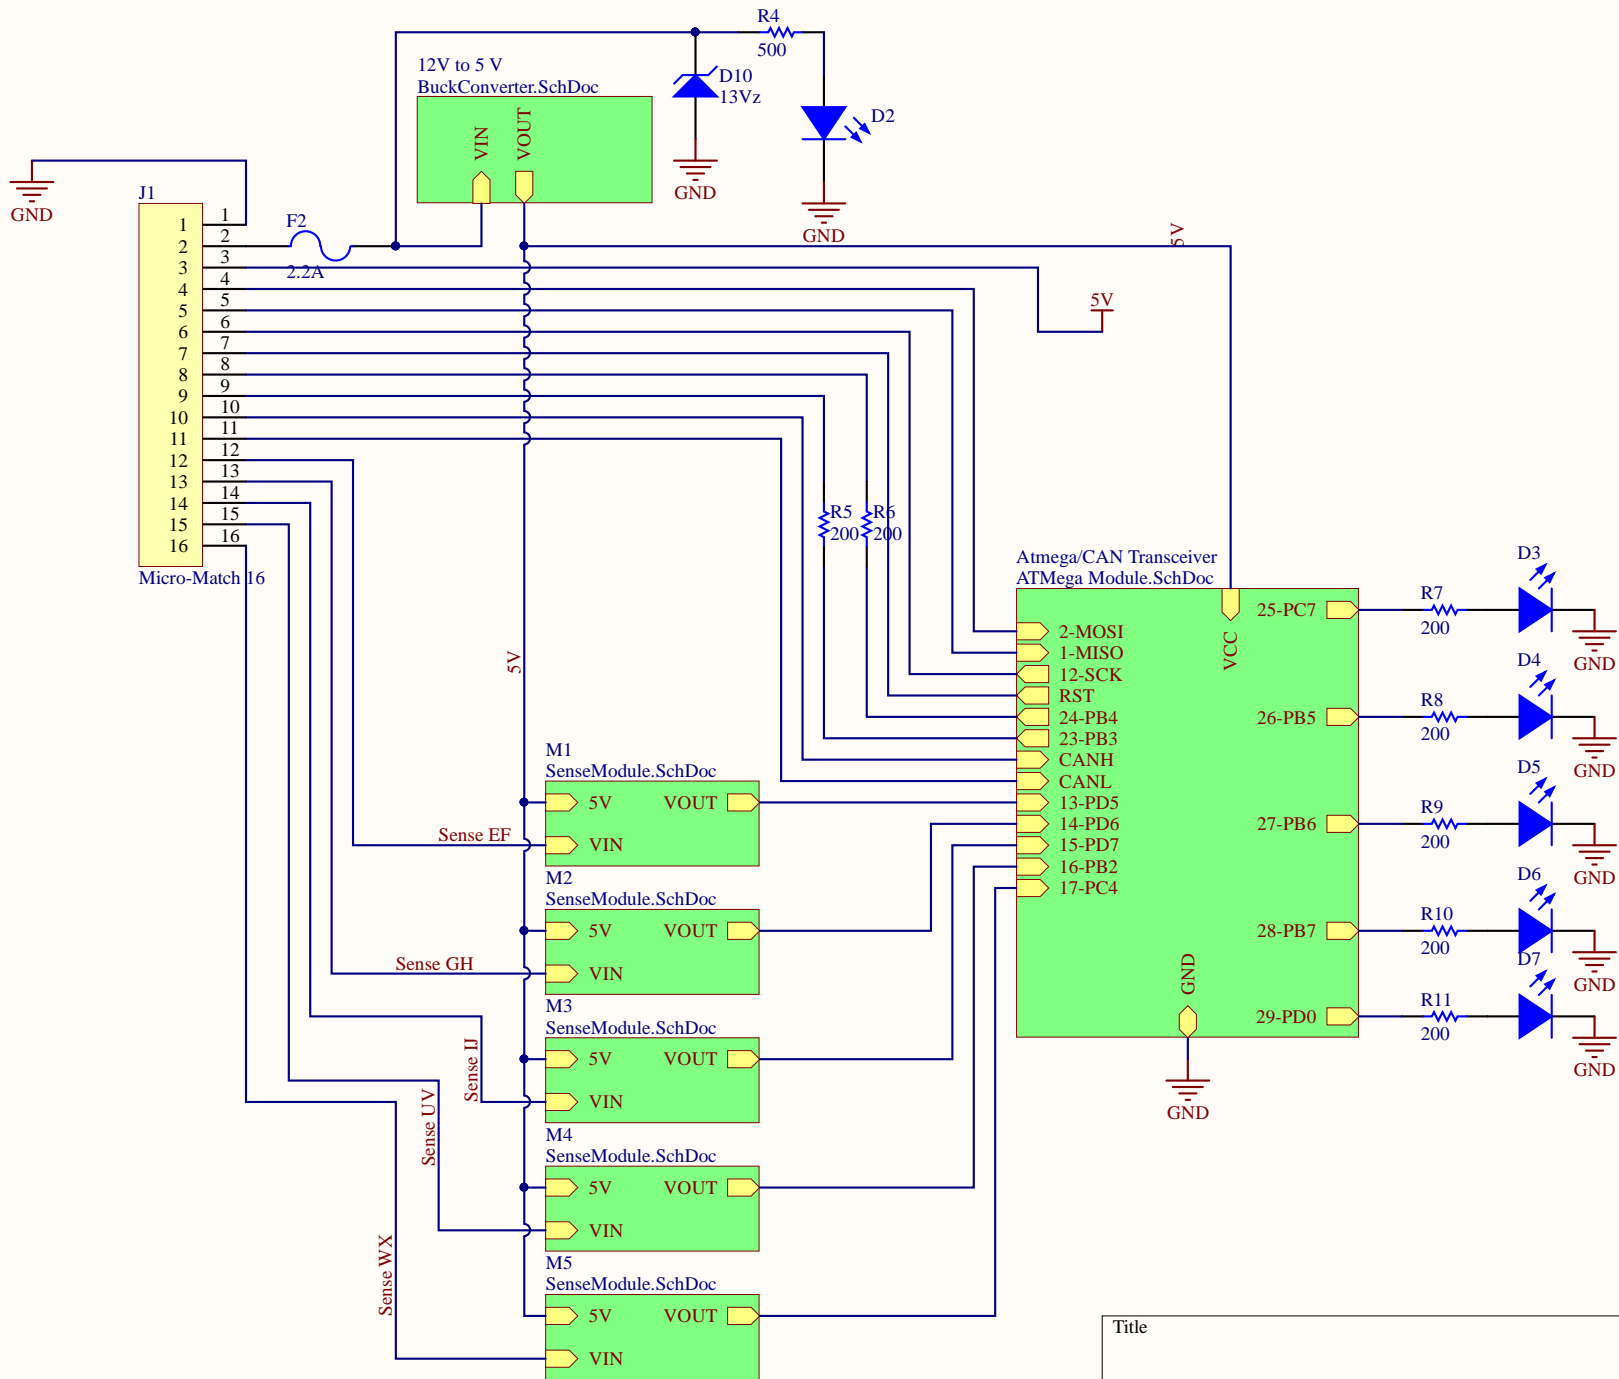 R4
500
12V to 5 V
BuckConverter.SchDoc
VIN
VOUT
D10
13Vz
D2
GND
GND
GND
J1
1 1
2 2
3 3
4 4
5 5
6 6
7 7
8 8
9 9
10 10
11 11
12 12
13 13
14 14
15 15
16 16
Micro-Match 16
F2
2.2A
5V
5V
5V
R5
200
R6
200
Atmega/CAN Transceiver
ATMega Module.SchDoc
2-MOSI
1-MISO
12-SCK
RST
24-PB4
23-PB3
CANH
CANL
13-PD5
14-PD6
15-PD7
16-PB2
17-PC4
VCC
GND
GND
25-PC7
26-PB5
27-PB6
28-PB7
29-PD0
R7
200
D3
GND
R8
200
D4
GND
R9
200
D5
GND
R10
200
D6
GND
R11
200
D7
GND
M1
SenseModule.SchDoc
5V VOUT
VIN
Sense EF
M2
SenseModule.SchDoc
5V VOUT
VIN
Sense GH
M3
SenseModule.SchDoc
5V VOUT
VIN
Sense IJ
M4
SenseModule.SchDoc
5V VOUT
VIN
Sense UV
M5
SenseModule.SchDoc
5V VOUT
VIN
Sense WX
Title